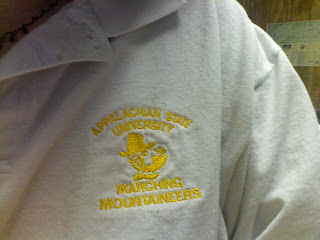 APPALACHIAN STATE
UNIVERSITY
MARCHING
MOUNTAINEERS